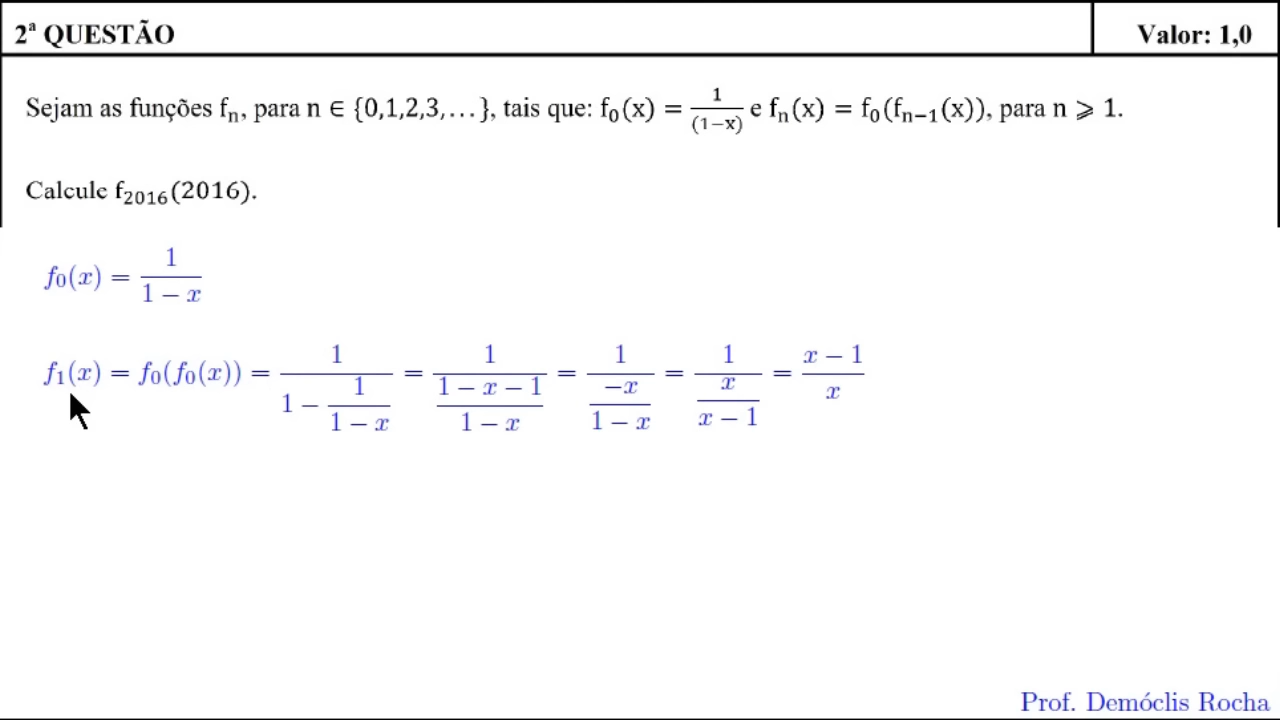 2ª QUESTÃO
Valor: 1,0
Sejam as funções fₙ, para n ∈ {0,1,2,3,…}, tais que: f₀(x) = 1/(1−x) e fₙ(x) = f₀(fₙ₋₁(x)), para n ⩾ 1.
Calcule f₂₀₁₆(2016).
f₀(x) = 1/(1 − x)
f₁(x) = f₀(f₀(x)) = 1/(1 − 1/(1 − x)) = 1/((1 − x − 1)/(1 − x)) = 1/(−x/(1 − x)) = 1/(x/(x − 1)) = (x − 1)/x
Prof. Demóclis Rocha